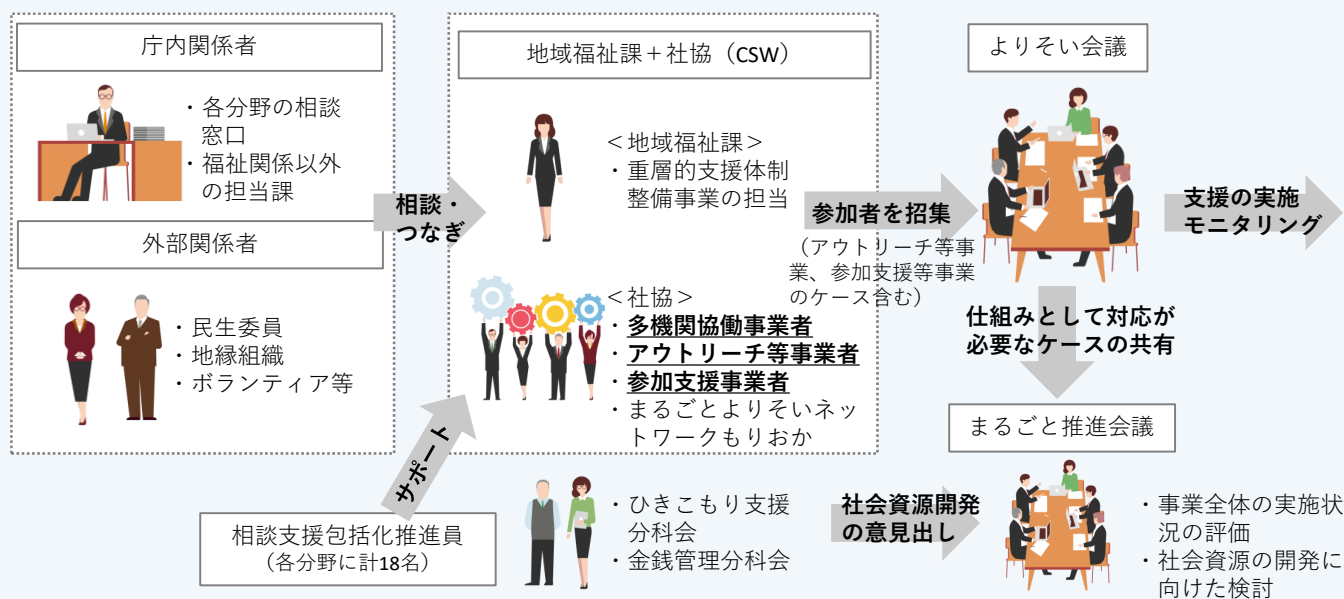 庁内関係者
・各分野の相談
窓口
・福祉関係以外
の担当課
外部関係者
・民生委員
・地縁組織
・ボランティア等
相談・
つなぎ
地域福祉課＋社協（CSW）
＜地域福祉課＞
・重層的支援体制
整備事業の担当
＜社協＞
・多機関協働事業者
・アウトリーチ等事業者
・参加支援事業者
・まるごとよりそいネッ
トワークもりおか
サポート
相談支援包括化推進員
（各分野に計18名）
参加者を招集
（アウトリーチ等事
業、参加支援等事業
のケース含む）
よりそい会議
支援の実施
モニタリング
仕組みとして対応が
必要なケースの共有
まるごと推進会議
・ひきこもり支援
分科会
・金銭管理分科会
社会資源開発
の意見出し
・事業全体の実施状
況の評価
・社会資源の開発に
向けた検討